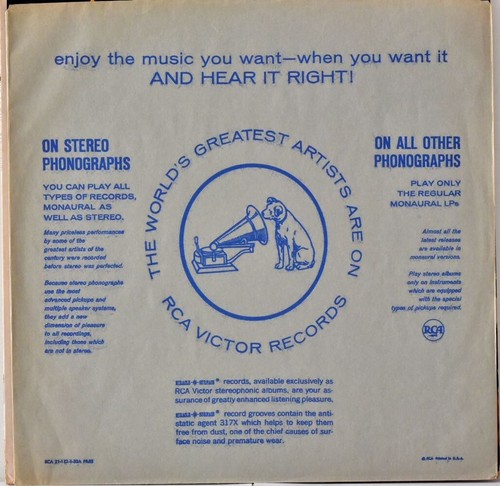 enjoy the music you want—when you want it
AND HEAR IT RIGHT!
ON STEREO
PHONOGRAPHS
YOU CAN PLAY ALL
TYPES OF RECORDS,
MONAURAL AS
WELL AS STEREO.
Many priceless performances
by some of the
greatest artists of the
century were recorded
before stereo was perfected.
Because stereo phonographs
use the most
advanced pickups and
multiple speaker systems,
they add a new
dimension of pleasure
to all recordings,
including those which
are not in stereo.
THE WORLD'S GREATEST ARTISTS ARE ON
RCA VICTOR RECORDS
ON ALL OTHER
PHONOGRAPHS
PLAY ONLY
THE REGULAR
MONAURAL LPs
Almost all the
latest releases
are available in
monaural versions.
Play stereo albums
only on instruments
which are equipped
with the special
types of pickups required.
RCA
records, available exclusively as
RCA Victor stereophonic albums, are your as-
surance of greatly enhanced listening pleasure.
record grooves contain the anti-
static agent 317X which helps to keep them
free from dust, one of the chief causes of sur-
face noise and premature wear.